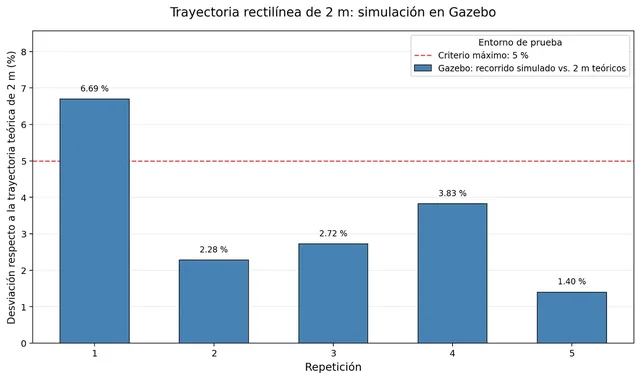 Trayectoria rectilínea de 2 m: simulación en Gazebo
Entorno de prueba
Criterio máximo: 5 %
Gazebo: recorrido simulado vs. 2 m teóricos
Desviación respecto a la trayectoria teórica de 2 m (%)
8
7
6
5
4
3
2
1
0
6.69 %
2.28 %
2.72 %
3.83 %
1.40 %
1 2 3 4 5
Repetición